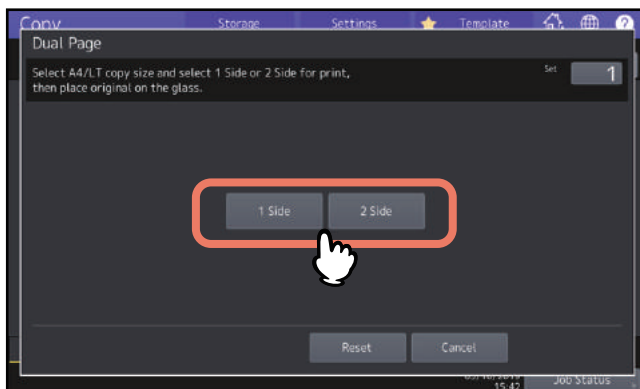 Copy Storage Settings Template ?
Dual Page
Select A4/LT copy size and select 1 Side or 2 Side for print, Set 1
then place original on the glass.
1 Side 2 Side
Reset Cancel
15:42 Job Status